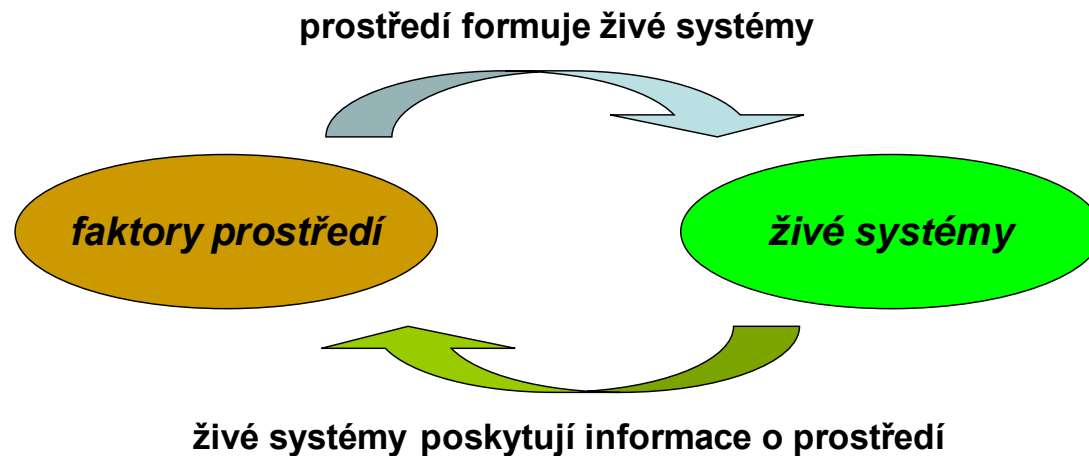 prostředí formuje živé systémy
faktory prostředí
živé systémy
živé systémy poskytují informace o prostředí